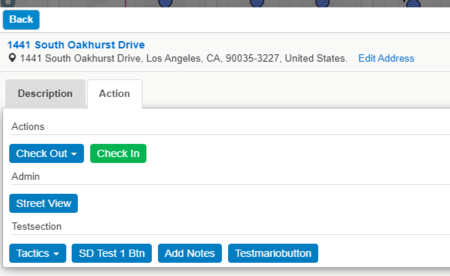 Back
1441 South Oakhurst Drive
1441 South Oakhurst Drive, Los Angeles, CA, 90035-3227, United States. Edit Address
Description Action
Actions
Check Out Check In
Admin
Street View
Testsection
Tactics SD Test 1 Btn Add Notes Testmariobutton